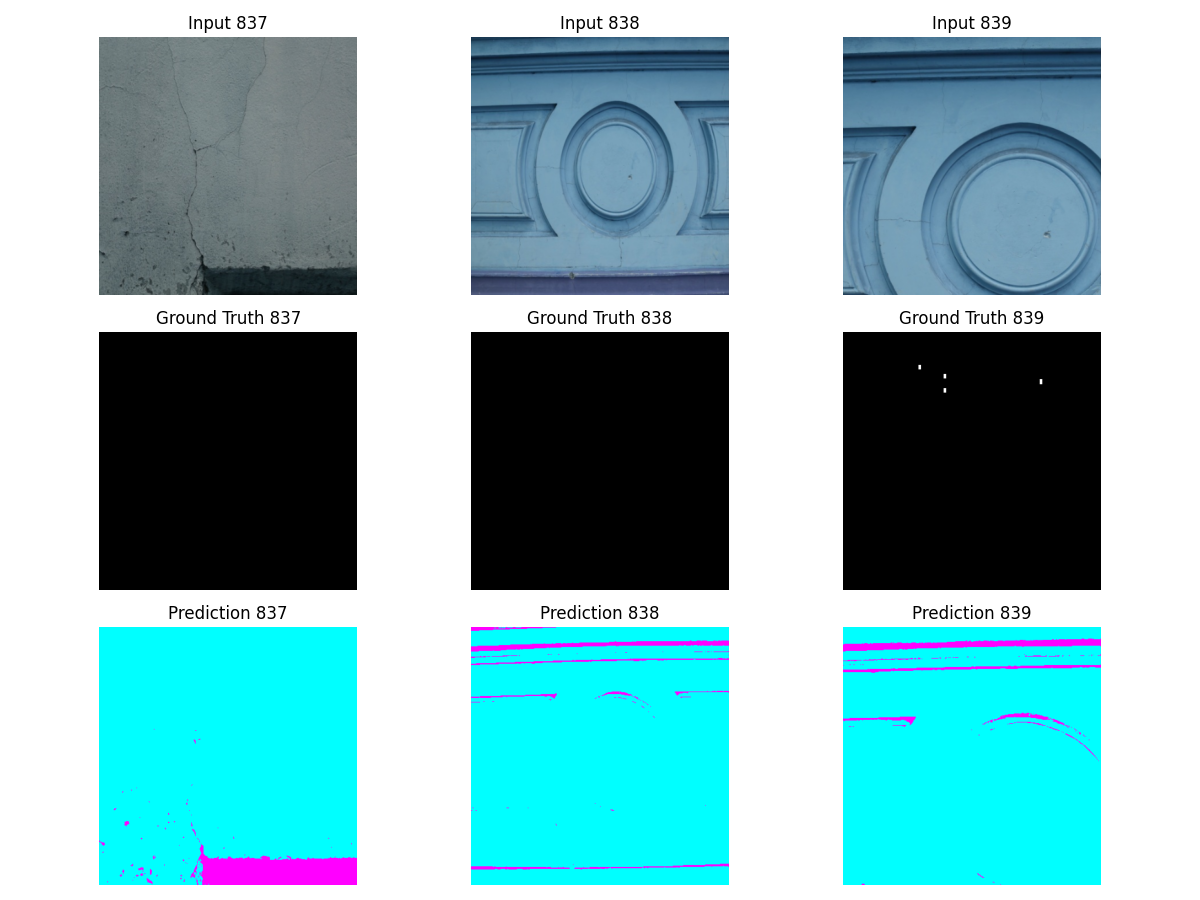 Input 837
Input 838
Input 839
Ground Truth 837
Ground Truth 838
Ground Truth 839
Prediction 837
Prediction 838
Prediction 839